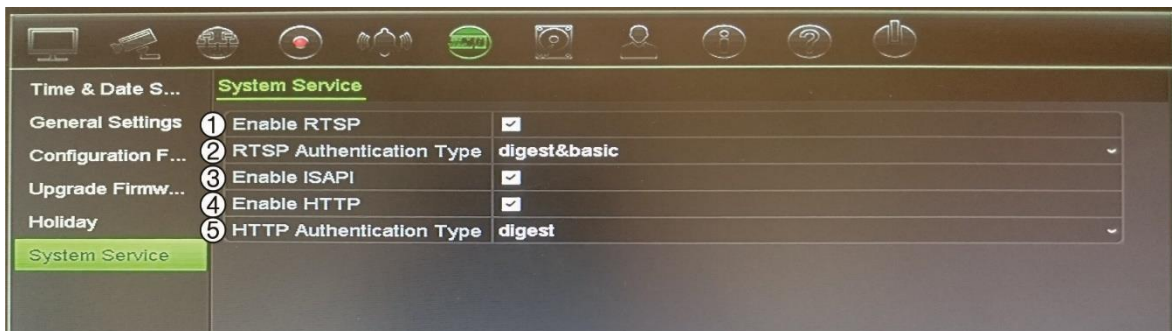 Time & Date S...
General Settings
Configuration F...
Upgrade Firmw...
Holiday
System Service
System Service
1 Enable RTSP
2 RTSP Authentication Type digest&basic
3 Enable ISAPI
4 Enable HTTP
5 HTTP Authentication Type digest